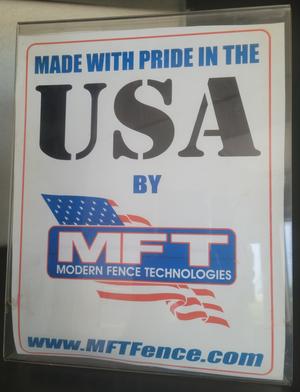 MADE WITH PRIDE IN THE
USA
BY
MFT
MODERN FENCE TECHNOLOGIES
www.MFTFence.com